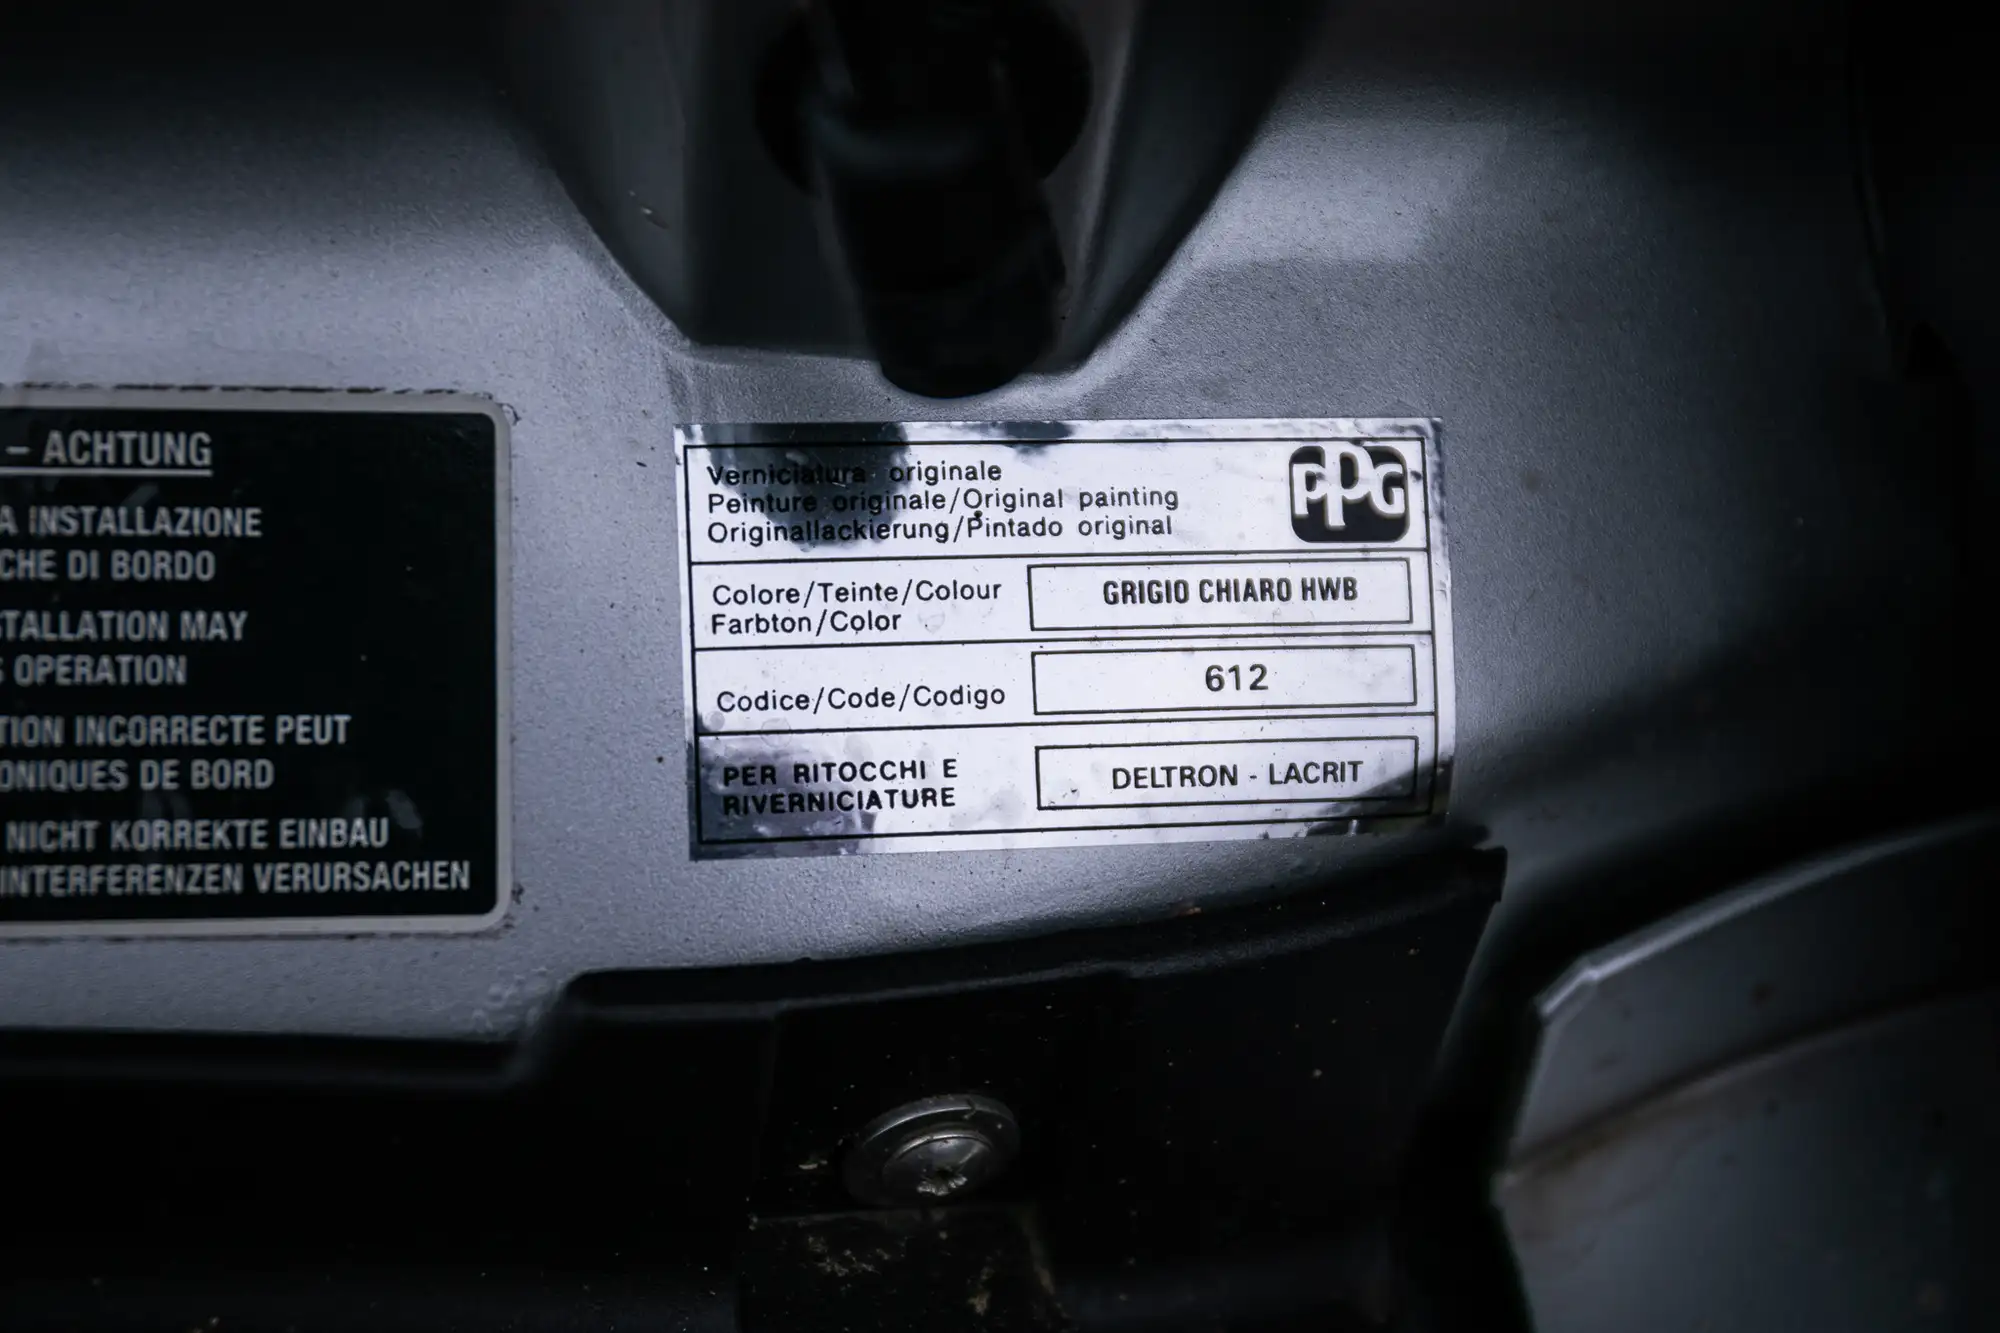 – ACHTUNG
A INSTALLAZIONE
CHE DI BORDO
STALLATION MAY
S OPERATION
TION INCORRECTE PEUT
ONIQUES DE BORD
NICHT KORREKTE EINBAU
INTERFERENZEN VERURSACHEN
Verniciatura originale
Peinture originale/Original painting
Originallackierung/Pintado original
PPG
Colore/Teinte/Colour
Farbton/Color
GRIGIO CHIARO HWB
Codice/Code/Codigo
612
PER RITOCCHI E
RIVERNICIATURE
DELTRON - LACRIT